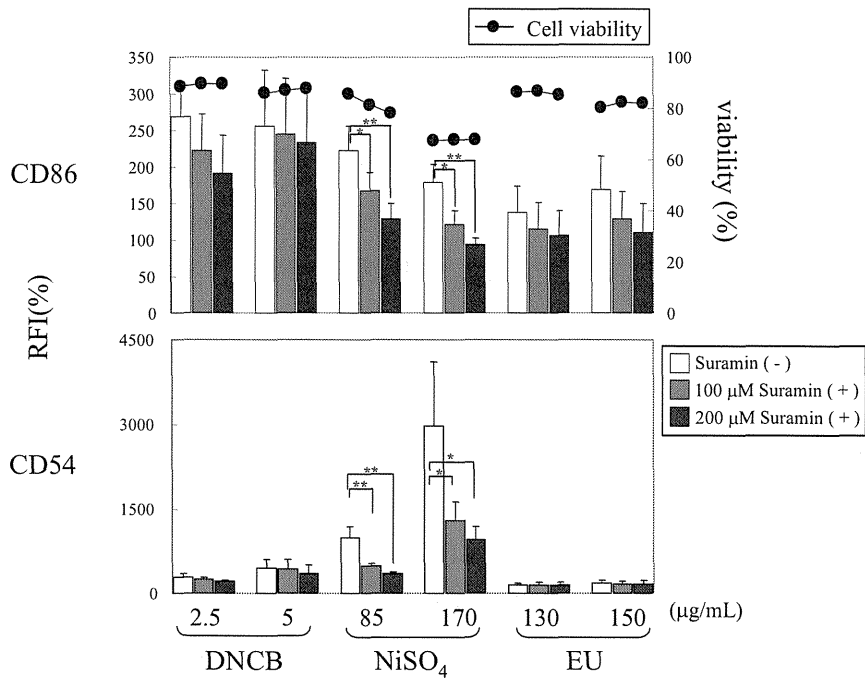 Cell viability
350
300
250
200
150
100
50
0
100
80
60
40
20
0
** *
** *
CD86
viability (%)
RFI(%)
4500
3000
1500
0
** **
* *
CD54
Suramin ( - )
100 μM Suramin ( + )
200 μM Suramin ( + )
2.5 5 85 170 130 150 (μg/mL)
DNCB NiSO4 EU